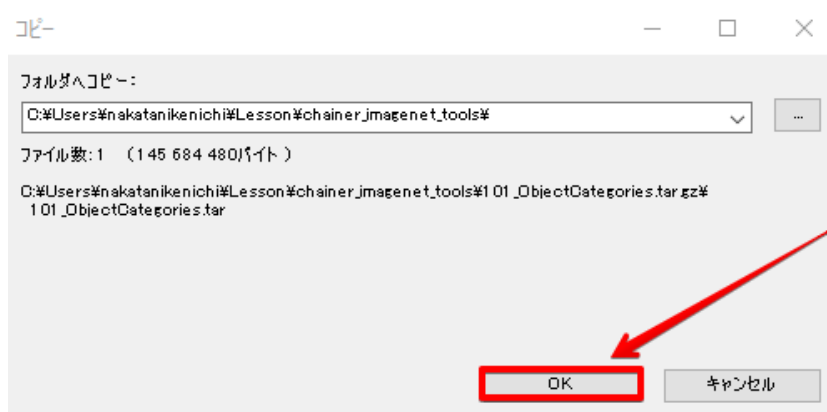 コピー
フォルダへコピー:
C:¥Users¥nakatanikenichi¥Lesson¥chainer_imagenet_tools¥
...
ファイル数:1 (145 684 480バイト)
C:¥Users¥nakatanikenichi¥Lesson¥chainer_imagenet_tools¥101_ObjectCategories.tar.gz¥
101_ObjectCategories.tar
OK キャンセル